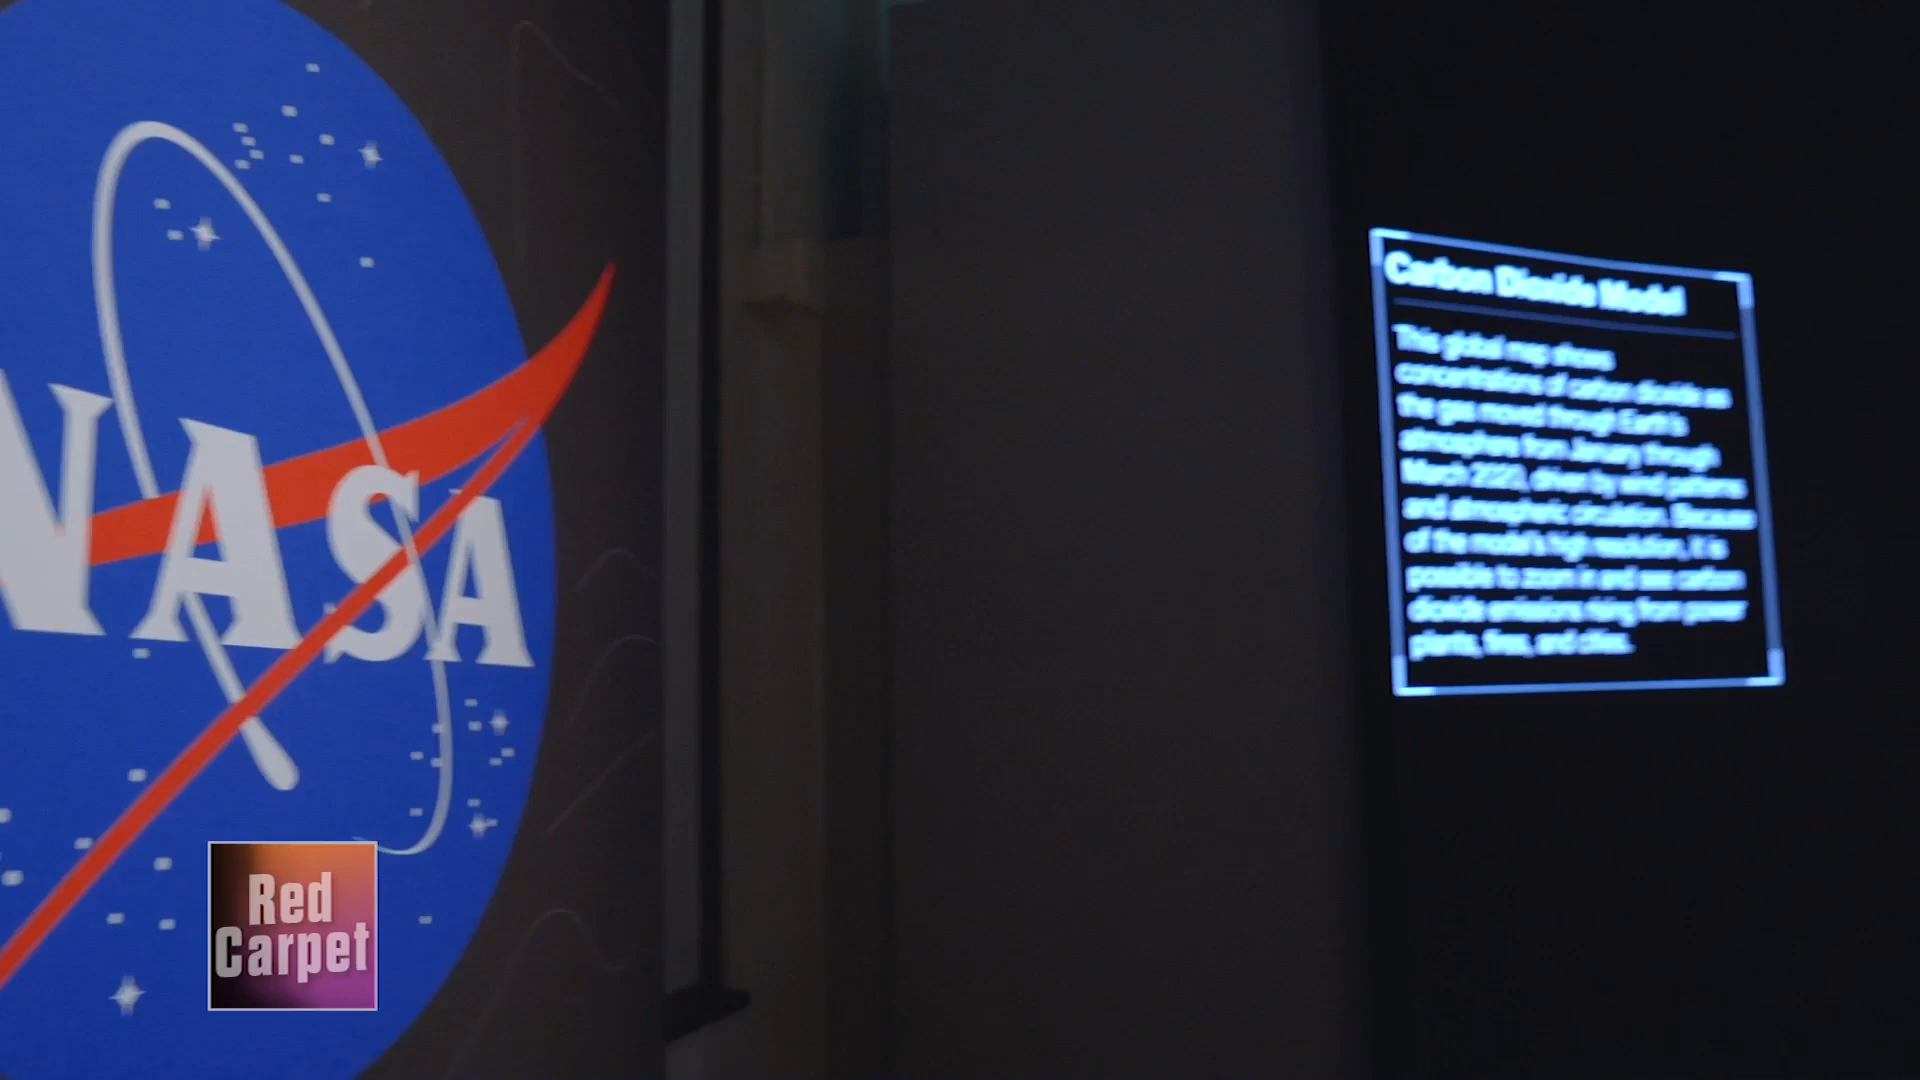 NASA
Carbon Dioxide Model
This global map shows
concentrations of carbon dioxide as
the gas moved through Earth's
atmosphere from January through
March 2020, driven by wind patterns
and atmospheric circulation. Because
of the model's high resolution, it is
possible to zoom in and see carbon
dioxide emissions rising from power
plants, fires, and cities.
Red
Carpet